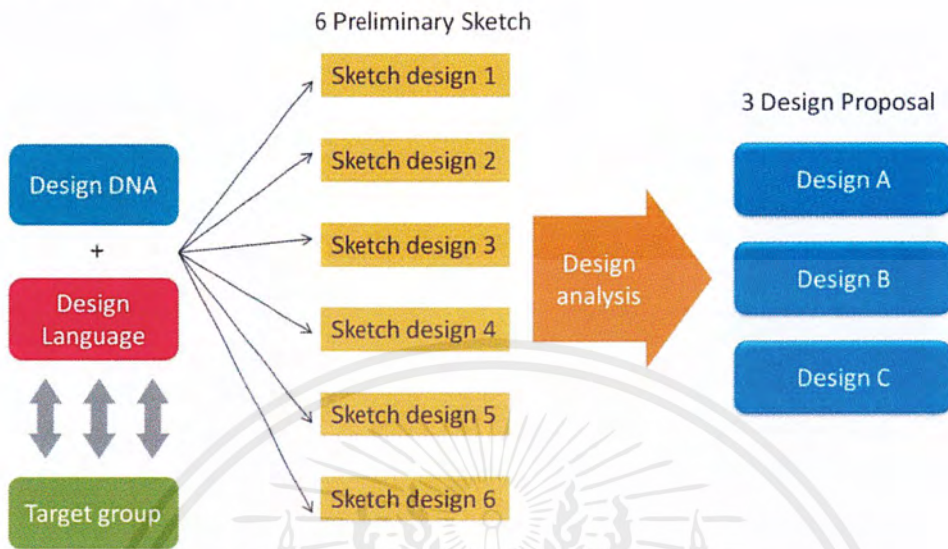 6 Preliminary Sketch
Sketch design 1
Sketch design 2
Sketch design 3
Sketch design 4
Sketch design 5
Sketch design 6
Design DNA
+
Design
Language
Target group
Design
analysis
3 Design Proposal
Design A
Design B
Design C